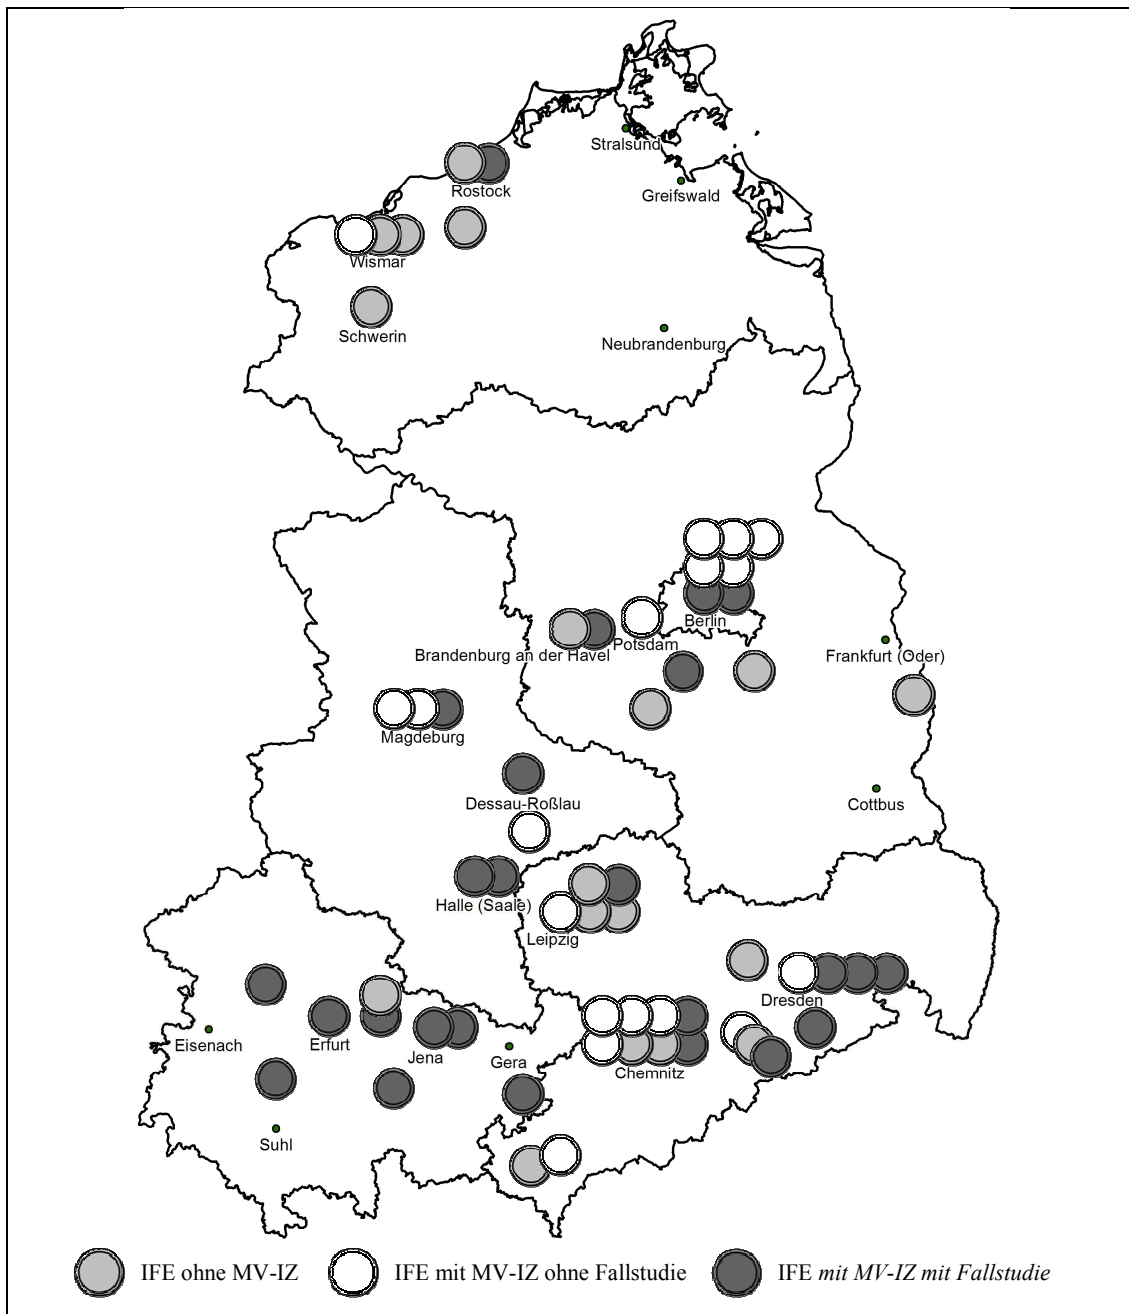 Stralsund
Rostock
Greifswald
Wismar
Schwerin
Neubrandenburg
Berlin
Potsdam
Brandenburg an der Havel
Frankfurt (Oder)
Magdeburg
Dessau-Roßlau
Cottbus
Halle (Saale)
Leipzig
Dresden
Eisenach
Erfurt
Jena
Gera
Chemnitz
Suhl
IFE ohne MV-IZ
IFE mit MV-IZ ohne Fallstudie
IFE mit MV-IZ mit Fallstudie